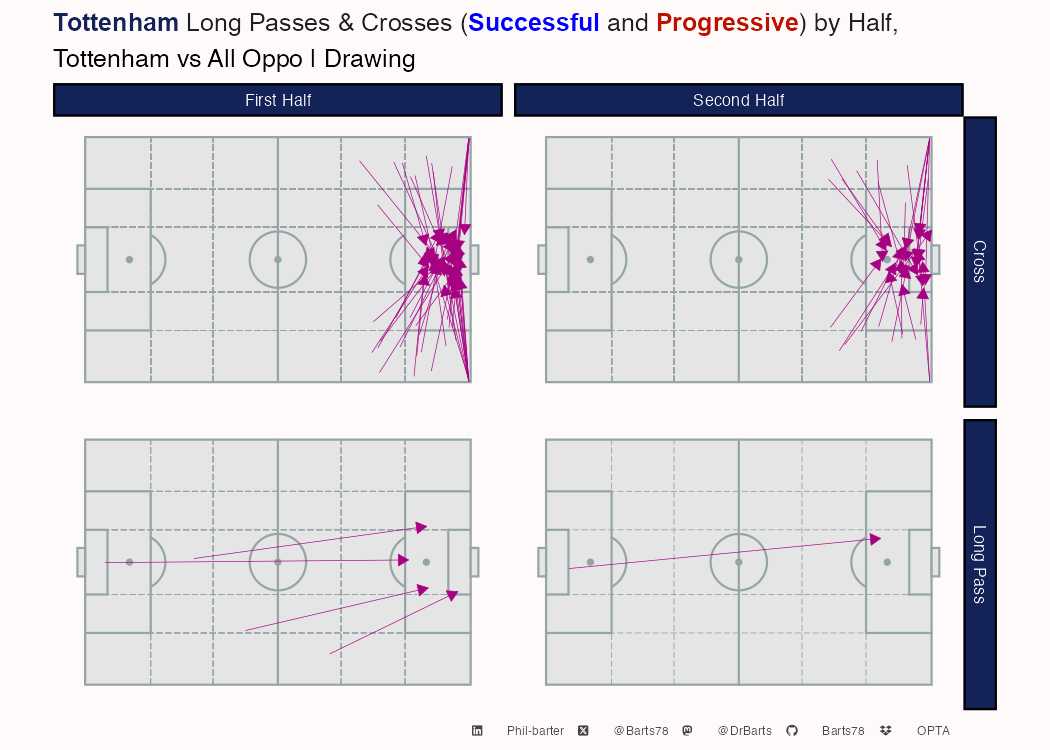 Tottenham Long Passes & Crosses (Successful and Progressive) by Half,
Tottenham vs All Oppo | Drawing
First Half
Second Half
Cross
Long Pass
Phil-barter @Barts78 @DrBarts Barts78 OPTA